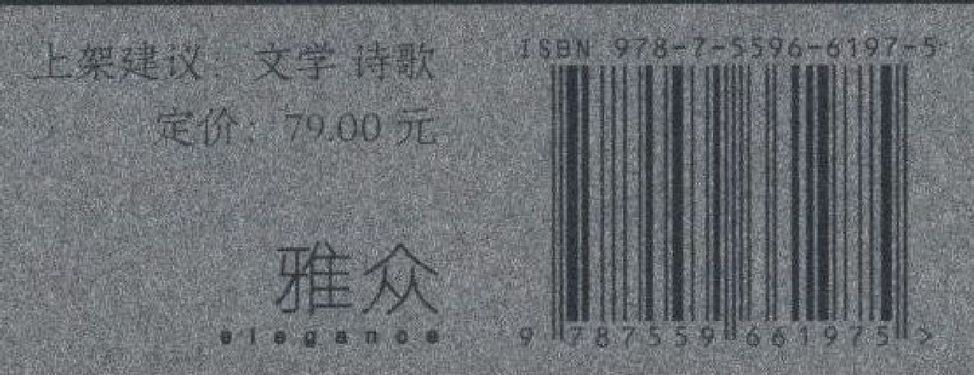 上架建议：文学 诗歌
定价：79.00 元
雅众
elegance
ISBN 978-7-5596-6197-5
9 787559 661975 >